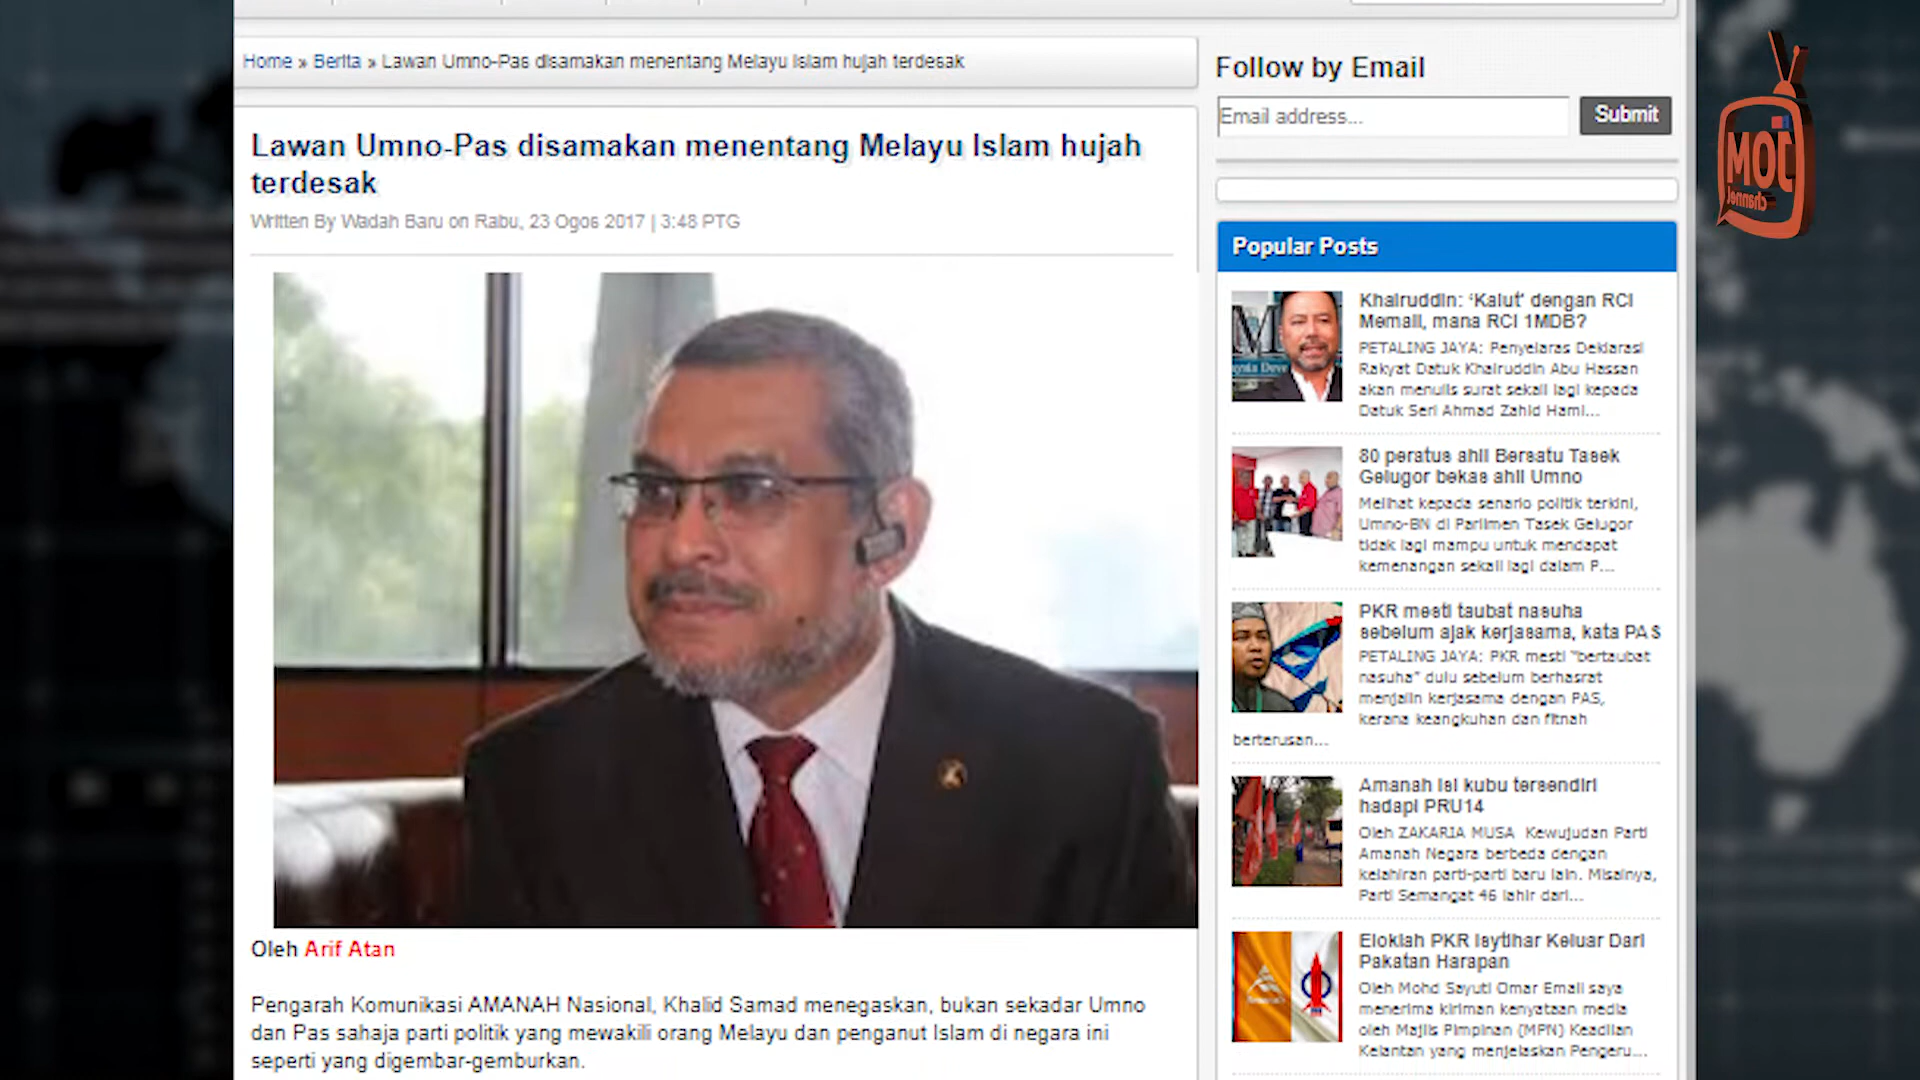 Home » Berita » Lawan Umno-Pas disamakan menentang Melayu Islam hujah terdesak
Lawan Umno-Pas disamakan menentang Melayu Islam hujah
terdesak
Written By Wadah Baru on Rabu, 23 Ogos 2017 | 3:48 PTG
Oleh Arif Atan
Pengarah Komunikasi AMANAH Nasional, Khalid Samad menegaskan, bukan sekadar Umno
dan Pas sahaja parti politik yang mewakili orang Melayu dan penganut Islam di negara ini
seperti yang digembar-gemburkan.
Follow by Email
Email address...
Submit
Popular Posts
Khairuddin: ‘Kalut’ dengan RCI
Memali, mana RCI 1MDB?
PETALING JAYA: Penyelaras Deklarasi
Rakyat Datuk Khairuddin Abu Hassan
akan menulis surat sekali lagi kepada
Datuk Seri Ahmad Zahid Hami...
80 peratus ahli Bersatu Tasek
Gelugor bekas ahli Umno
Melihat kepada senario politik terkini,
Umno-BN di Parlimen Tasek Gelugor
tidak lagi mampu untuk mendapat
kemenangan sekali lagi dalam P...
PKR mesti taubat nasuha
sebelum ajak kerjasama, kata PAS
PETALING JAYA: PKR mesti “bertaubat
nasuha” dulu sebelum berhasrat
menjalin kerjasama dengan PAS,
kerana keangkuhan dan fitnah
berterusan...
Amanah isi kubu tersendiri
hadapi PRU14
Oleh ZAKARIA MUSA Kewujudan Parti
Amanah Negara berbeda dengan
kelahiran parti-parti baru lain. Misalnya,
Parti Semangat 46 lahir dari...
Eloklah PKR Isytihar Keluar Dari
Pakatan Harapan
Oleh Mohd Sayuti Omar Email saya
menerima kiriman kenyataan media
oleh Majlis Pimpinan (MPN) Keadilan
Kelantan yang menjelaskan Pengeru...
JOM
channel